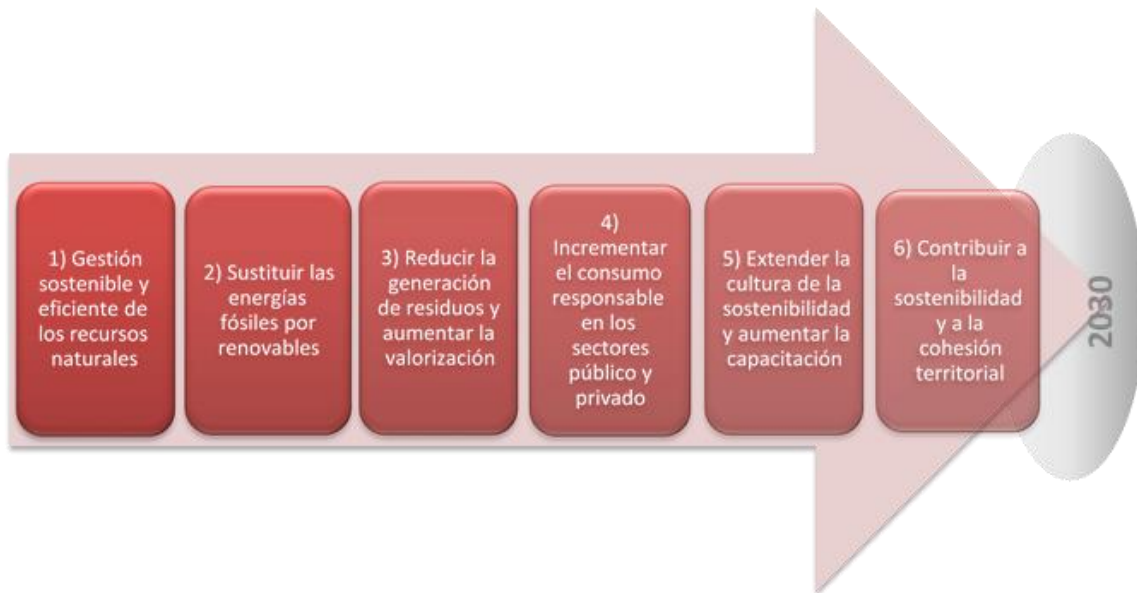 1) Gestión
sostenible y
eficiente de
los recursos
naturales
2) Sustituir las
energías
fósiles por
renovables
3) Reducir la
generación
de residuos y
aumentar la
valorización
4)
Incrementar
el consumo
responsable
en los
sectores
público y
privado
5) Extender la
cultura de la
sostenibilidad
y aumentar la
capacitación
6) Contribuir a
la
sostenibilidad
y a la
cohesión
territorial
2030